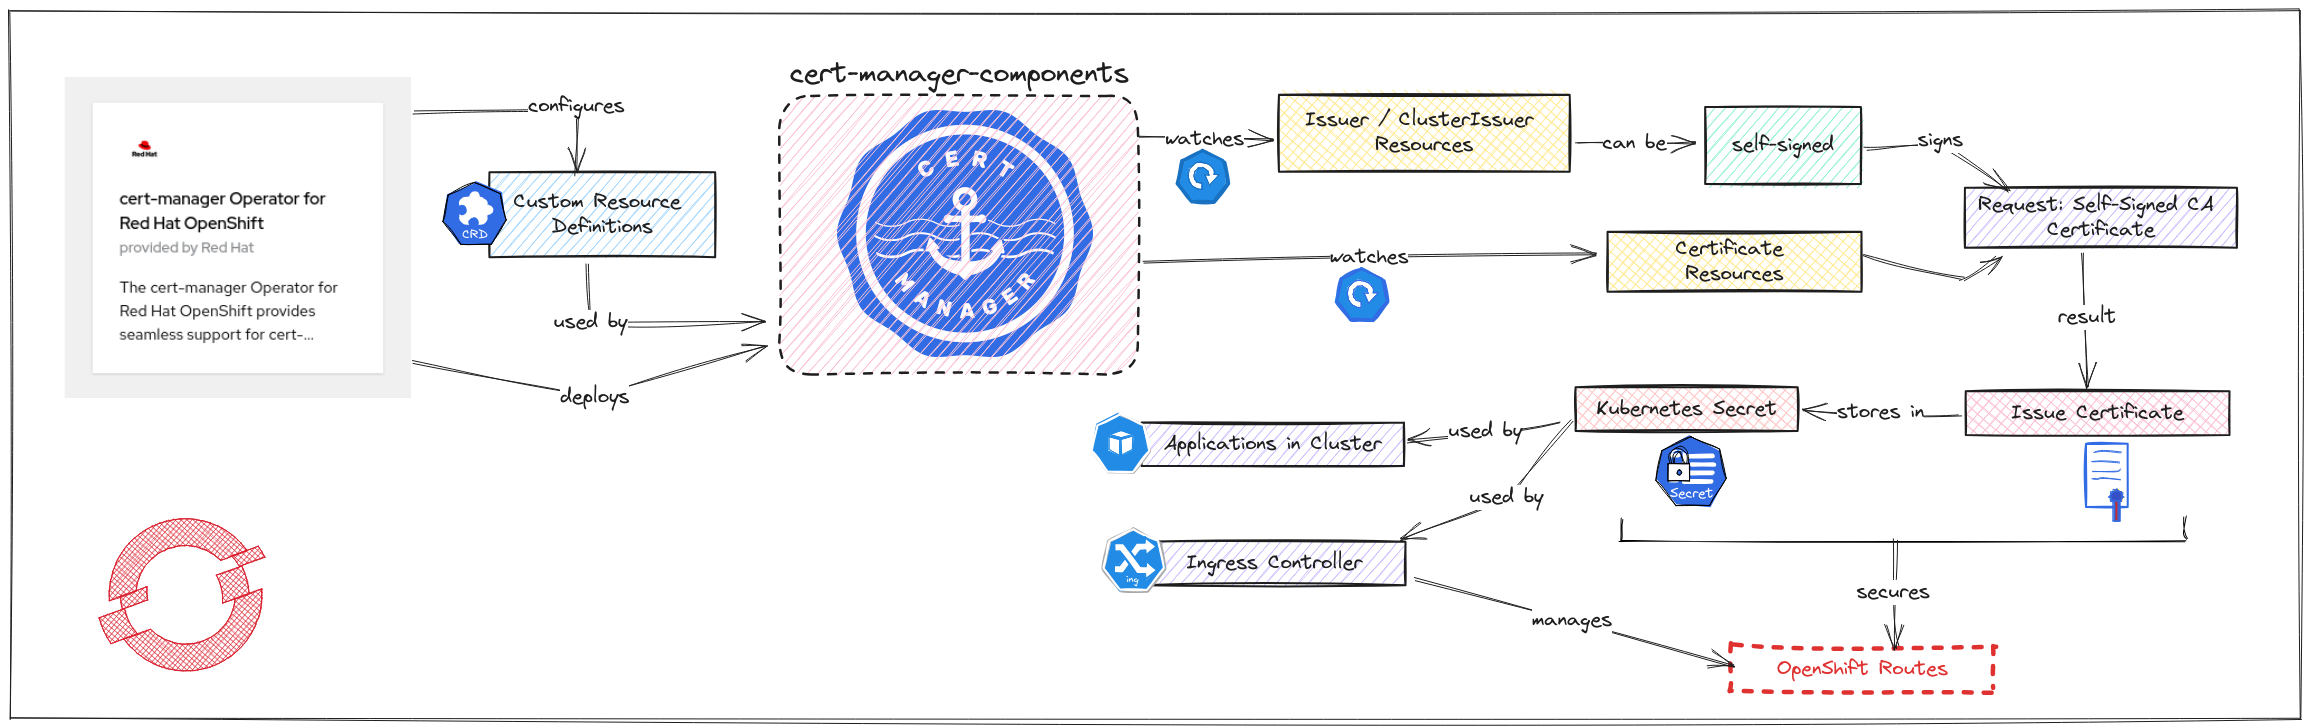 cert-manager-components
configures
Red Hat
cert-manager Operator for
Red Hat OpenShift
provided by Red Hat
The cert-manager Operator for
Red Hat OpenShift provides
seamless support for cert-...
CRD
Custom Resource
Definitions
used by
deploys
CERT
MANAGER
watches
Issuer / ClusterIssuer
Resources
can be
self-signed
signs
Request: Self-Signed CA
Certificate
watches
Certificate
Resources
result
Issue Certificate
stores in
Kubernetes Secret
Secret
used by
Applications in Cluster
used by
ing
Ingress Controller
manages
secures
OpenShift Routes